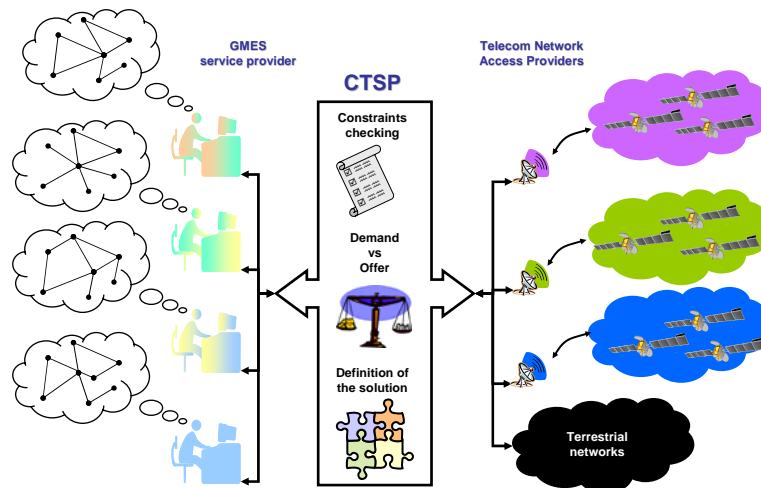 GMES
service provider
CTSP
Telecom Network
Access Providers
Constraints
checking
Demand
vs
Offer
Definition of
the solution
Terrestrial
networks